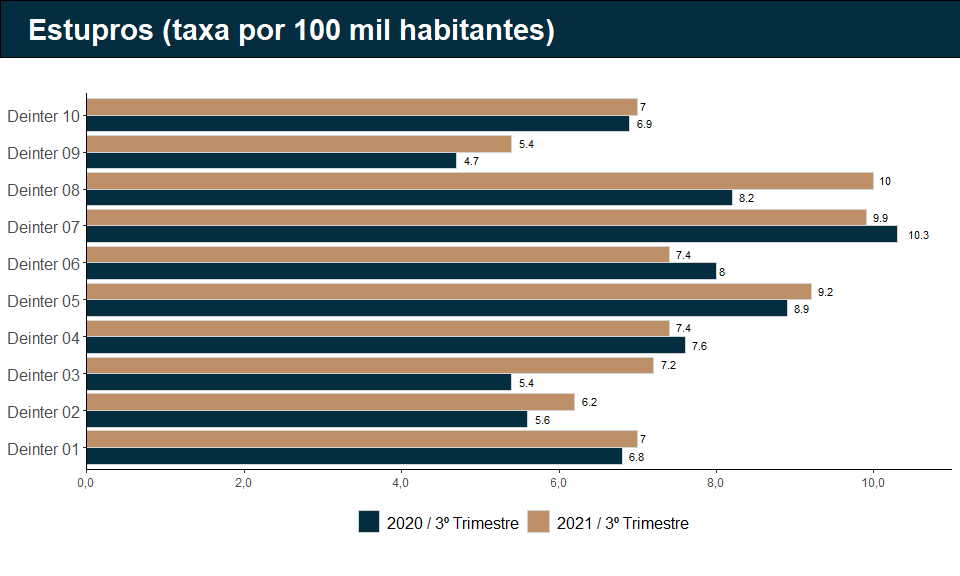 Estupros (taxa por 100 mil habitantes)
Deinter 10
7
6.9
Deinter 09
5.4
4.7
Deinter 08
10
8.2
Deinter 07
9.9
10.3
Deinter 06
7.4
8
Deinter 05
9.2
8.9
Deinter 04
7.4
7.6
Deinter 03
7.2
5.4
Deinter 02
6.2
5.6
Deinter 01
7
6.8
0,0 2,0 4,0 6,0 8,0 10,0
2020 / 3º Trimestre 2021 / 3º Trimestre